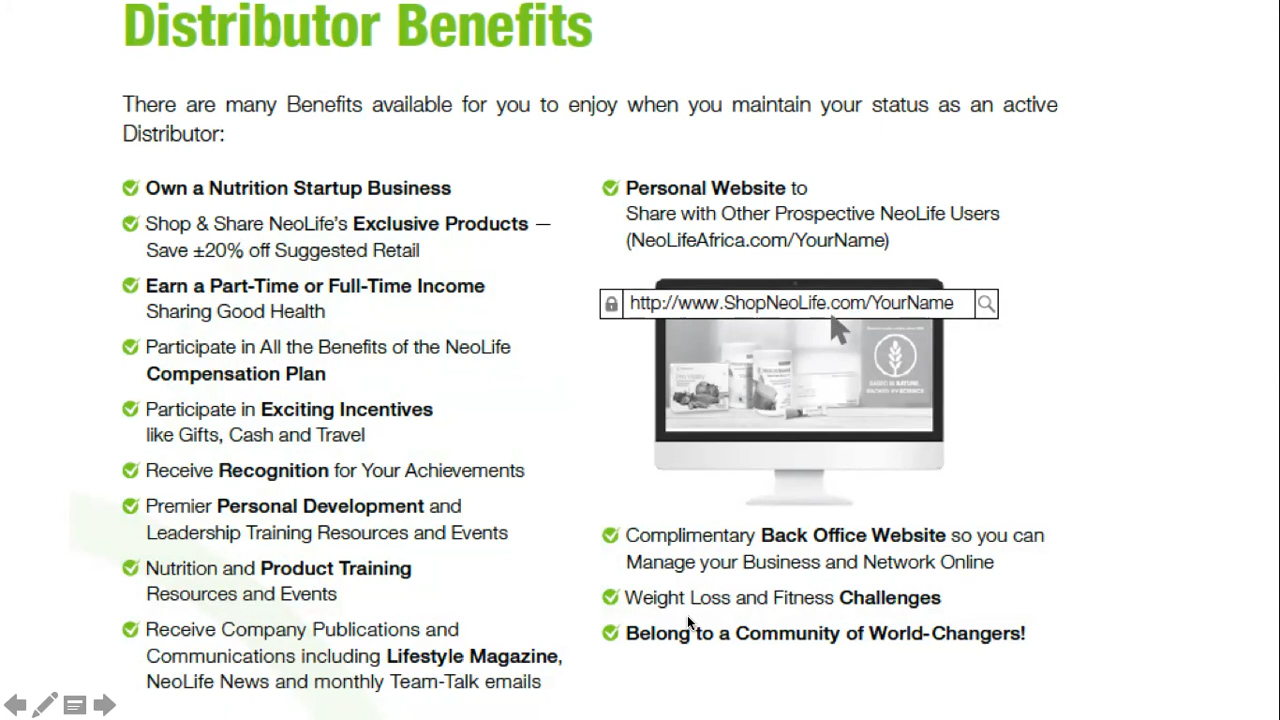 Distributor Benefits
There are many Benefits available for you to enjoy when you maintain your status as an active
Distributor:
Own a Nutrition Startup Business
Shop & Share NeoLife's Exclusive Products —
Save ±20% off Suggested Retail
Earn a Part-Time or Full-Time Income
Sharing Good Health
Participate in All the Benefits of the NeoLife
Compensation Plan
Participate in Exciting Incentives
like Gifts, Cash and Travel
Receive Recognition for Your Achievements
Premier Personal Development and
Leadership Training Resources and Events
Nutrition and Product Training
Resources and Events
Receive Company Publications and
Communications including Lifestyle Magazine,
NeoLife News and monthly Team-Talk emails
Personal Website to
Share with Other Prospective NeoLife Users
(NeoLifeAfrica.com/YourName)
http://www.ShopNeoLife.com/YourName
BASED IN NATURE
BACKED BY SCIENCE
Complimentary Back Office Website so you can
Manage your Business and Network Online
Weight Loss and Fitness Challenges
Belong to a Community of World-Changers!